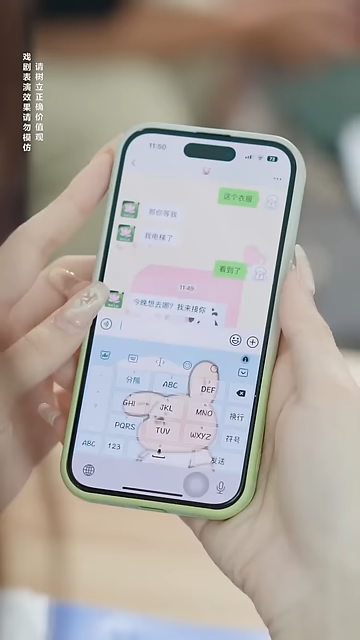 请树立正确价值观
戏剧表演效果请勿模仿
11:50
73
这个衣服
那你等我
我电梯了
看到了
11:49
今晚想去哪？我来接你
分隔
ABC
DEF
GHI
JKL
MNO
换行
PQRS
TUV
WXYZ
符号
ABC
123
发送